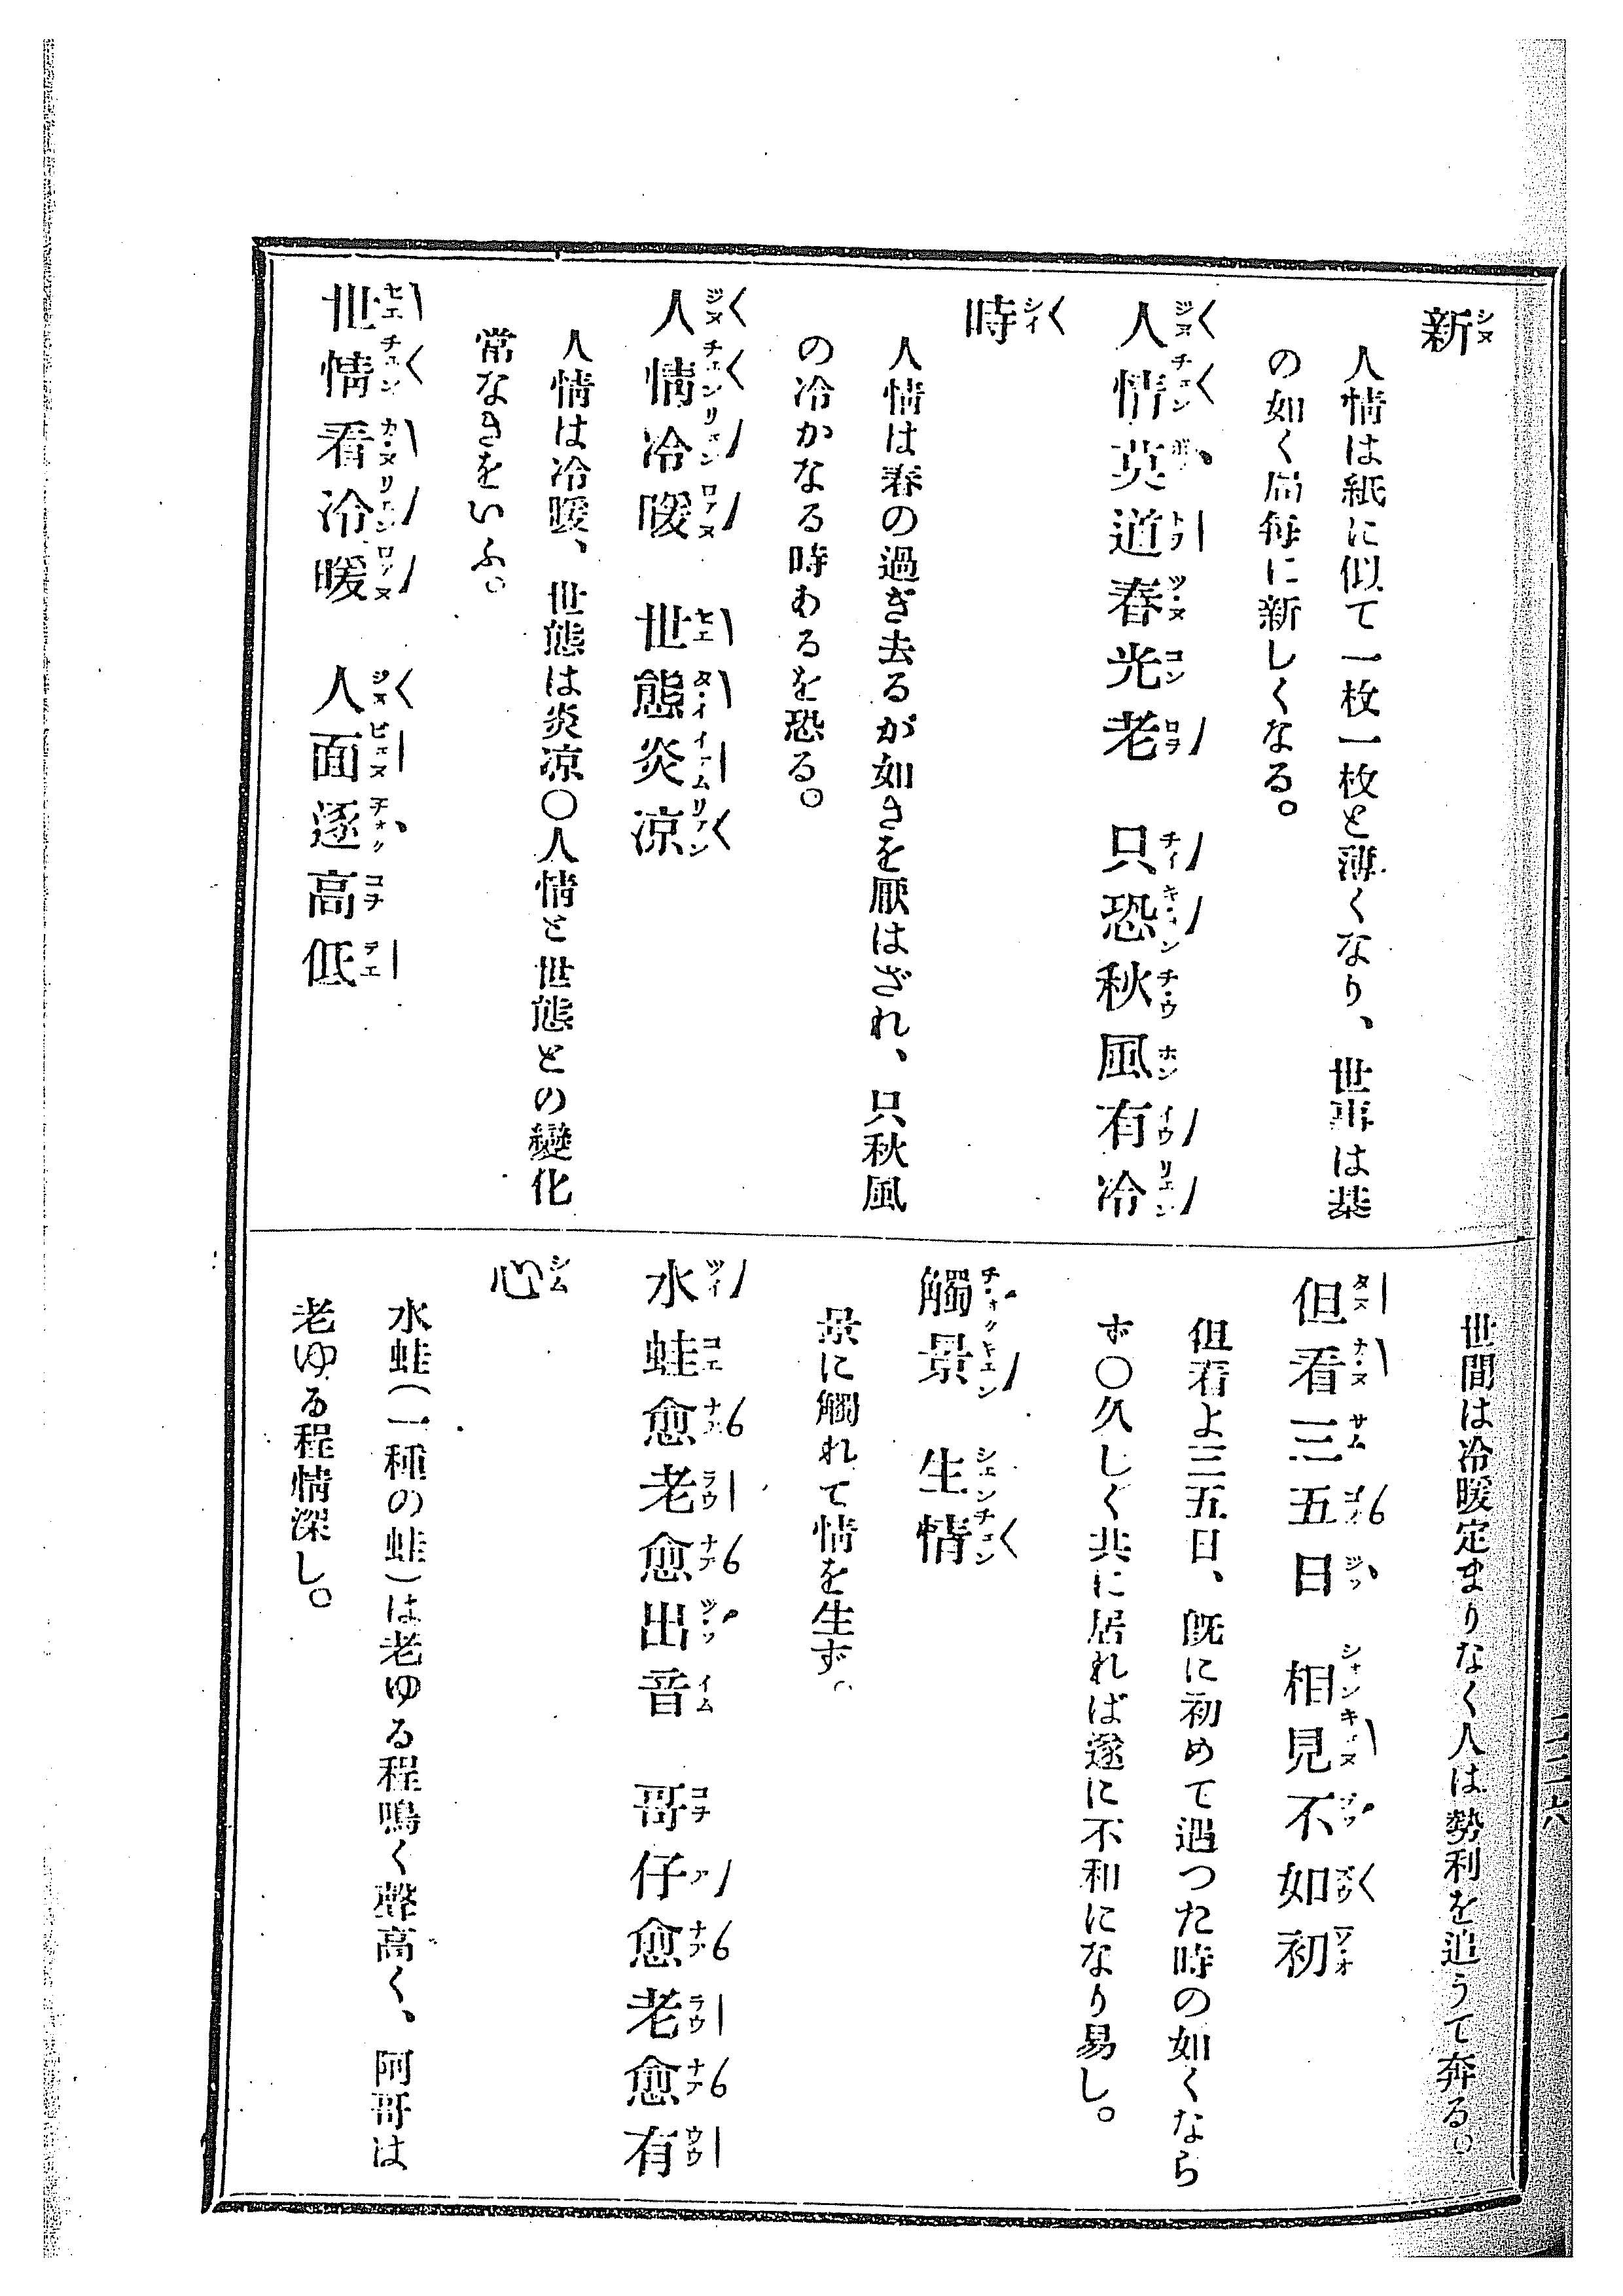 新
人情は紙に似て一枚一枚と薄くなり、世事は棊
の如く局每に新しくなる。
人情莫道春光老　只恐秋風有冷
時
人情は春の過ぎ去るが如きを厭はざれ、只秋風
の冷かなる時あるを恐る。
人情冷暖　世態炎凉
人情は冷暖、世態は炎凉〇人情と世態との變化
常なきをいふ。
世情看冷暖　人面逐高低
世間は冷暖定まりなく人は勢利を追うて奔る。
但看三五日　相見不如初
但看よ三五日、既に初めて遇つた時の如くなら
ず〇久しく共に居れば遂に不和になり易し。
觸景　生情
景に觸れて情を生ず。
水蛙愈老愈出音　哥仔愈老愈有
心
水蛙(一種の蛙)は老ゆる程鳴く聲高く、阿哥は
老ゆる程情深し。